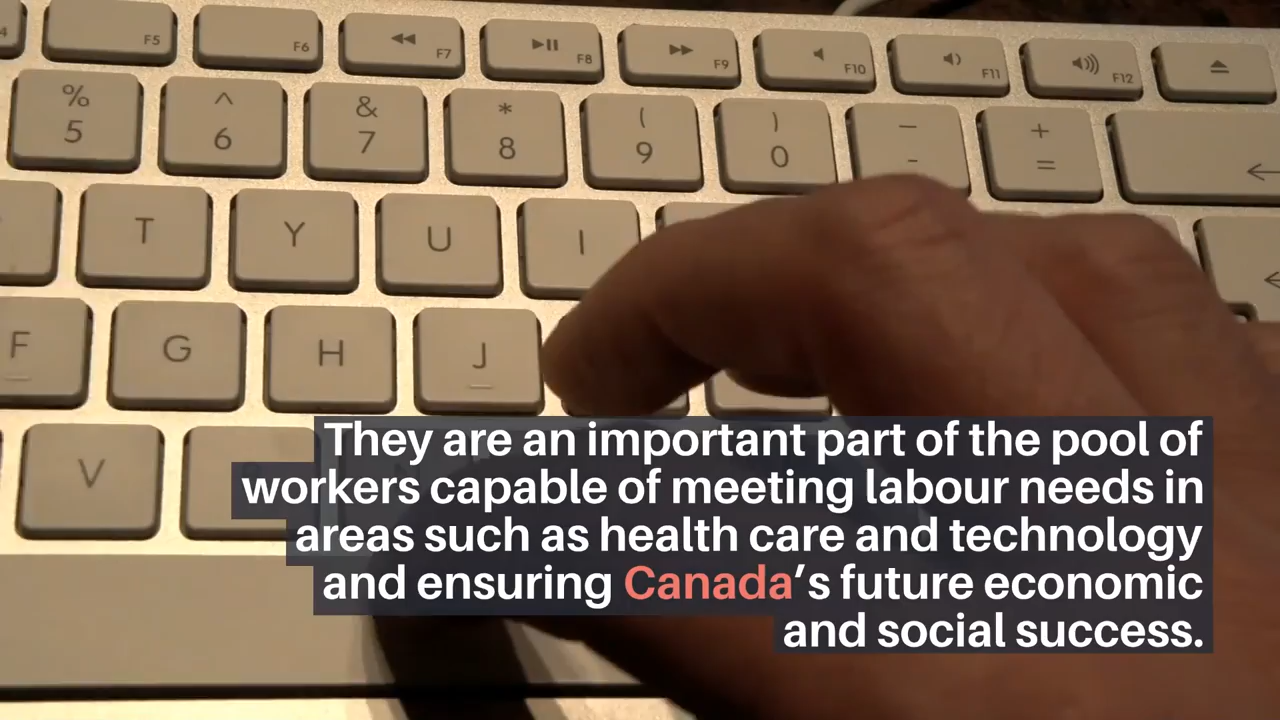 F5 F6 F7 F8 F9 F10 F11 F12
% ^ & * ( ) — +
5 6 7 8 9 0 - =
T Y U I
F G H J
V
They are an important part of the pool of
workers capable of meeting labour needs in
areas such as health care and technology
and ensuring Canada’s future economic
and social success.